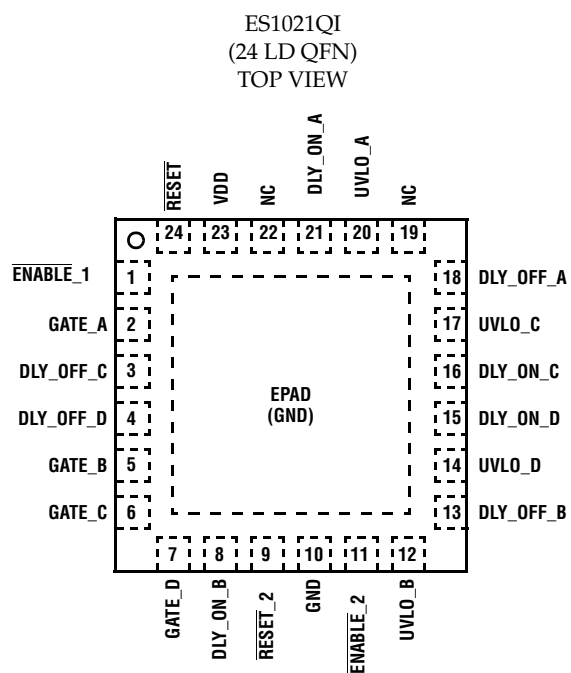 ES1021QI
(24 LD QFN)
TOP VIEW
RESET
VDD
NC
DLY_ON_A
UVLO_A
NC
24 23 22 21 20 19
ENABLE_1 1
GATE_A 2
DLY_OFF_C 3
DLY_OFF_D 4
GATE_B 5
GATE_C 6
EPAD
(GND)
18 DLY_OFF_A
17 UVLO_C
16 DLY_ON_C
15 DLY_ON_D
14 UVLO_D
13 DLY_OFF_B
7 8 9 10 11 12
GATE_D
DLY_ON_B
RESET_2
GND
ENABLE_2
UVLO_B